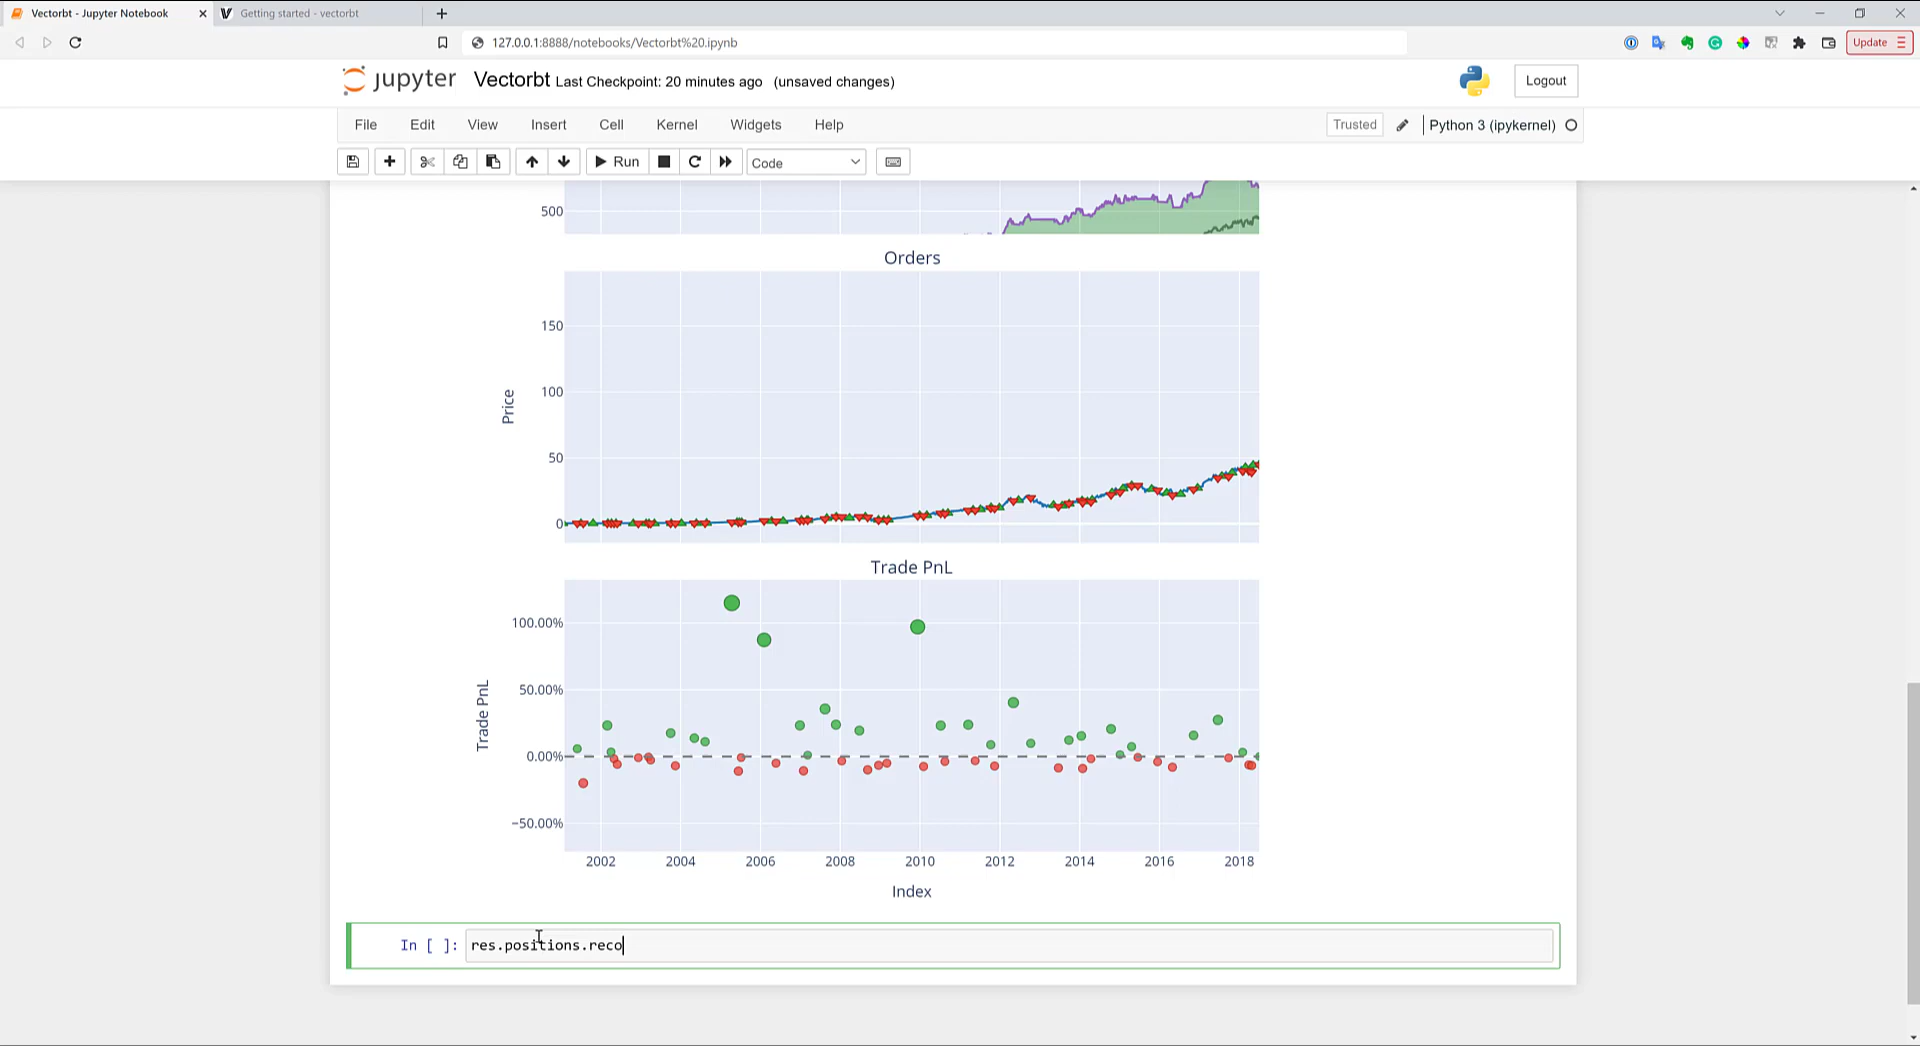 Vectorbt - Jupyter Notebook
Getting started - vectorbt
127.0.0.1:8888/notebooks/Vectorbt%20.ipynb
Update
jupyter Vectorbt Last Checkpoint: 20 minutes ago (unsaved changes)
Logout
File Edit View Insert Cell Kernel Widgets Help
Trusted
Python 3 (ipykernel)
Run
Code
500
Orders
150
100
50
0
Price
Trade PnL
100.00%
50.00%
0.00%
−50.00%
Trade PnL
2002 2004 2006 2008 2010 2012 2014 2016 2018
Index
In [ ]: res.positions.reco